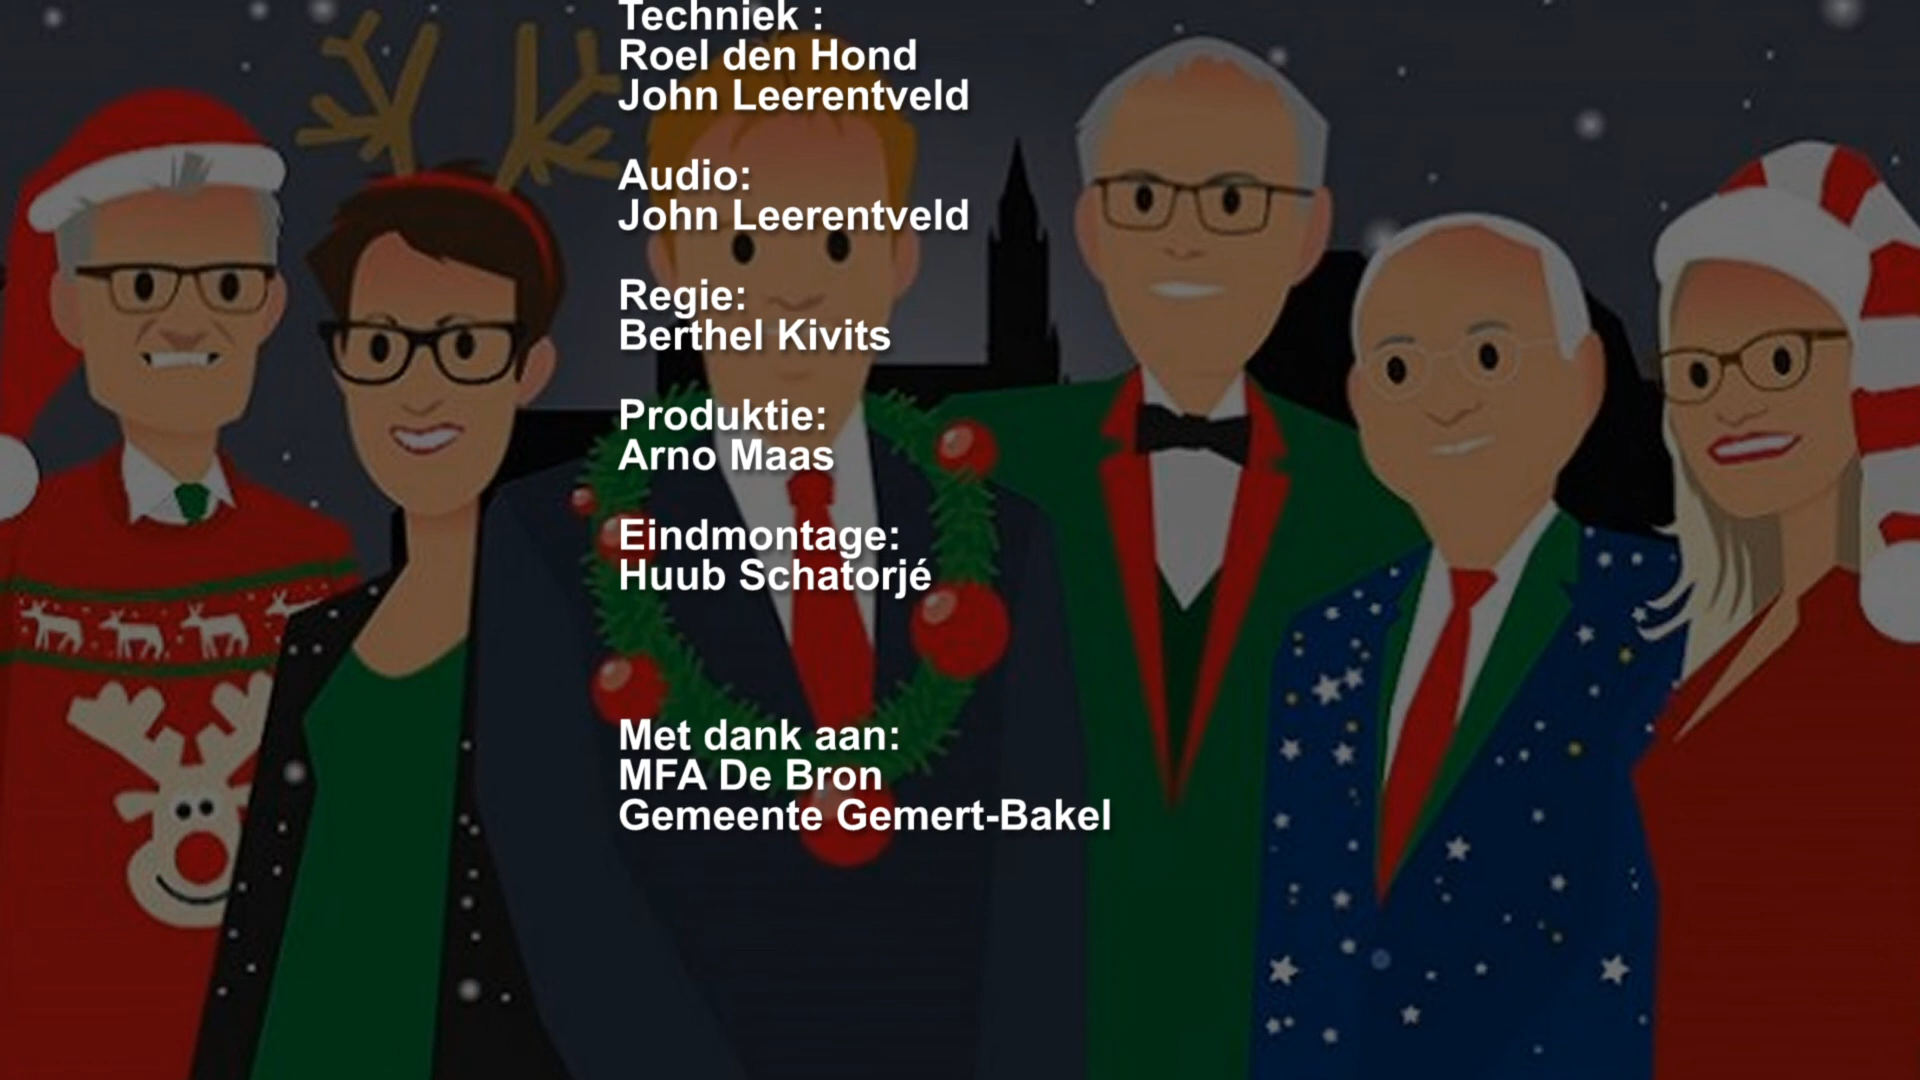 Techniek :
Roel den Hond
John Leerentveld
Audio:
John Leerentveld
Regie:
Berthel Kivits
Produktie:
Arno Maas
Eindmontage:
Huub Schatorjé
Met dank aan:
MFA De Bron
Gemeente Gemert-Bakel